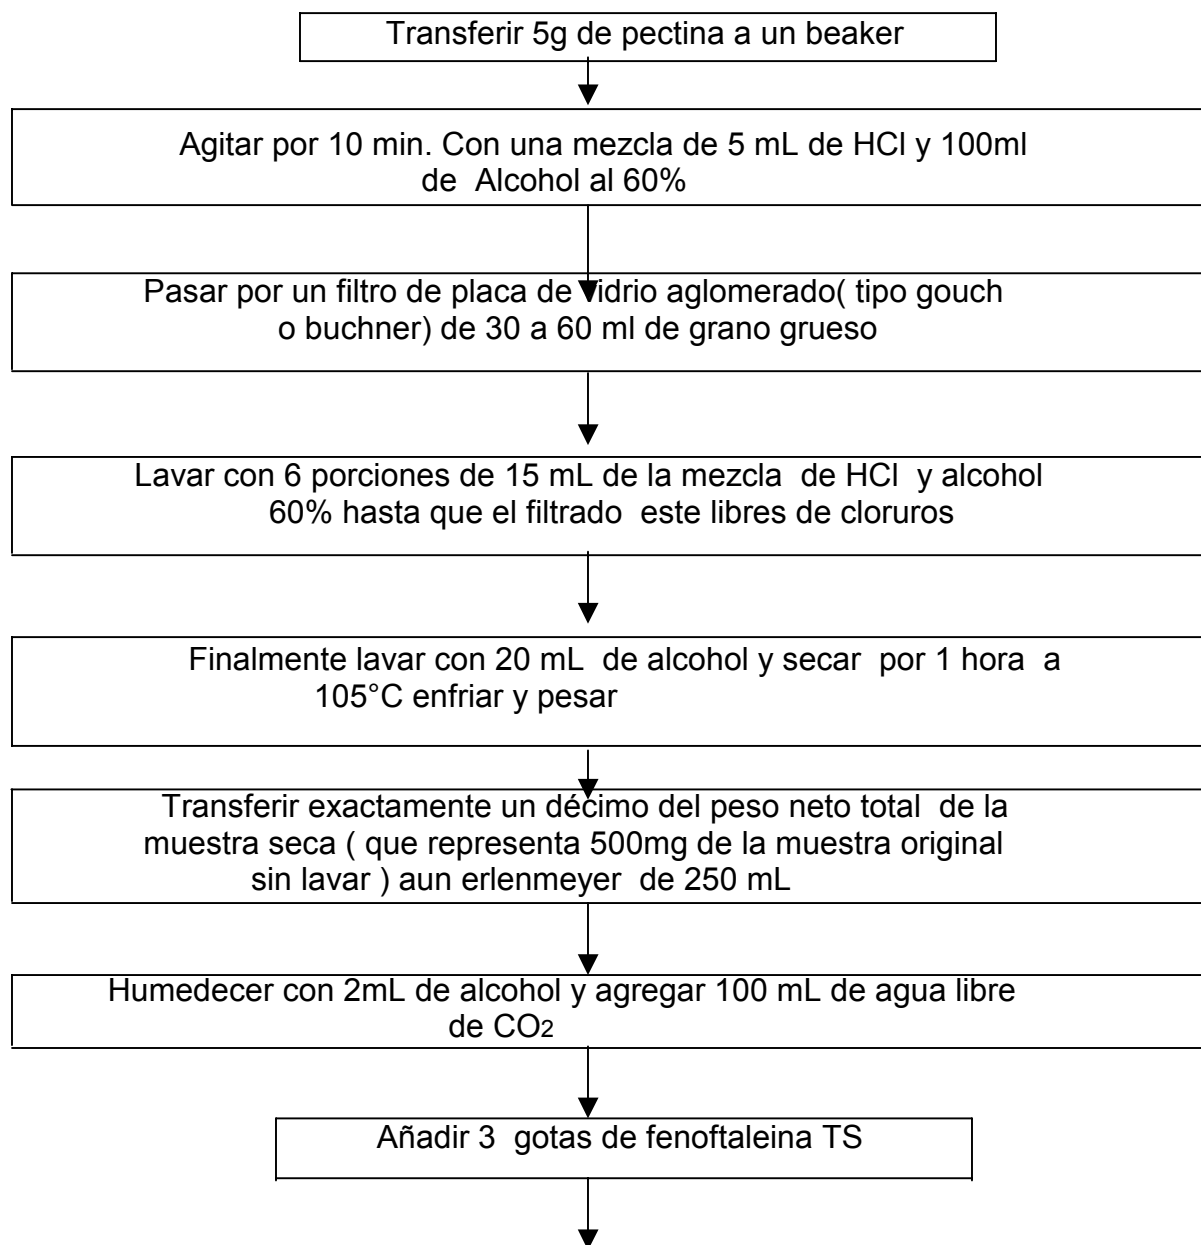 Transferir 5g de pectina a un beaker
Agitar por 10 min. Con una mezcla de 5 mL de HCl y 100ml
de Alcohol al 60%
Pasar por un filtro de placa de vidrio aglomerado( tipo gouch
o buchner) de 30 a 60 ml de grano grueso
Lavar con 6 porciones de 15 mL de la mezcla de HCl y alcohol
60% hasta que el filtrado este libres de cloruros
Finalmente lavar con 20 mL de alcohol y secar por 1 hora a
105°C enfriar y pesar
Transferir exactamente un décimo del peso neto total de la
muestra seca ( que representa 500mg de la muestra original
sin lavar ) aun erlenmeyer de 250 mL
Humedecer con 2mL de alcohol y agregar 100 mL de agua libre
de CO2
Añadir 3 gotas de fenoftaleina TS